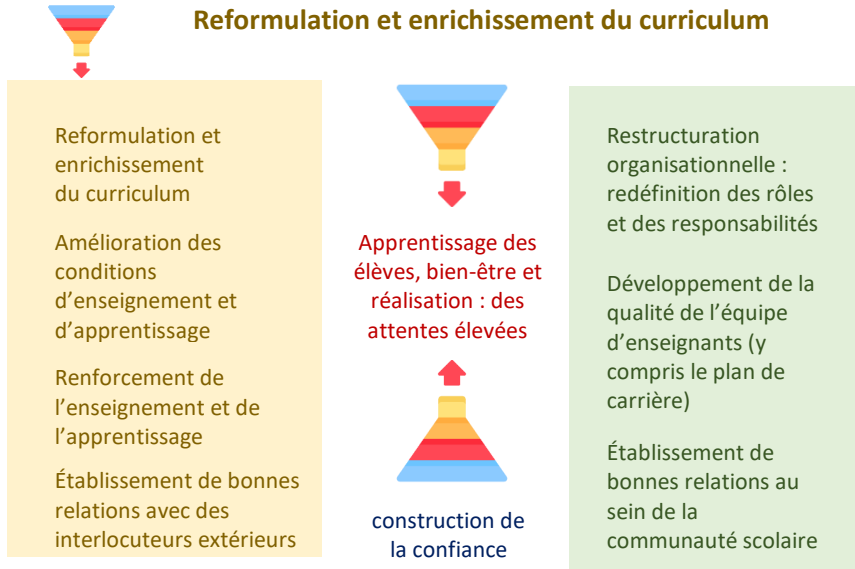 Reformulation et enrichissement du curriculum
Reformulation et
enrichissement
du curriculum
Amélioration des
conditions
d’enseignement et
d’apprentissage
Renforcement de
l’enseignement et de
l’apprentissage
Établissement de bonnes
relations avec des
interlocuteurs extérieurs
Apprentissage des
élèves, bien-être et
réalisation : des
attentes élevées
construction de
la confiance
Restructuration
organisationnelle :
redéfinition des rôles
et des responsabilités
Développement de la
qualité de l’équipe
d’enseignants (y
compris le plan de
carrière)
Établissement de
bonnes relations au
sein de la
communauté scolaire